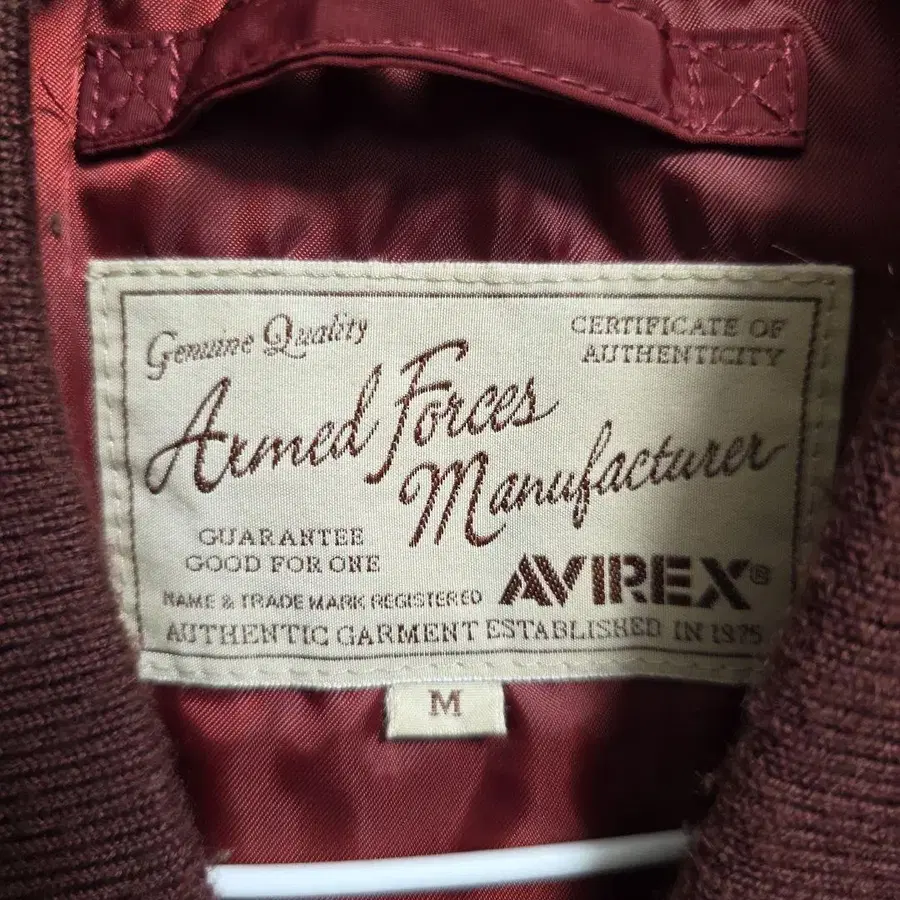 Genuine Quality
CERTIFICATE OF
AUTHENTICITY
Armed Forces
Manufacturer
GUARANTEE
GOOD FOR ONE
NAME & TRADE MARK REGISTERED
AVIREX®
AUTHENTIC GARMENT ESTABLISHED IN 1975
M